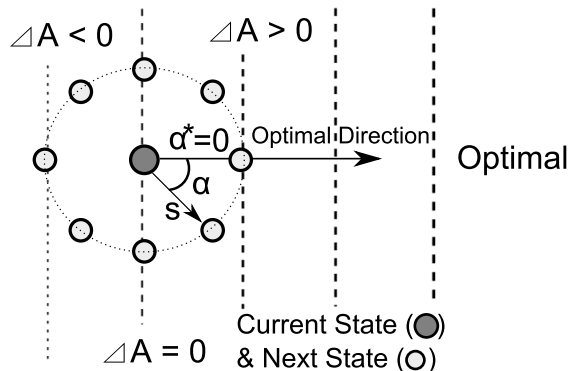 ⊿A < 0
⊿A > 0
α*=0
Optimal Direction
Optimal
α
s
Current State ( )
& Next State ( )
⊿A = 0